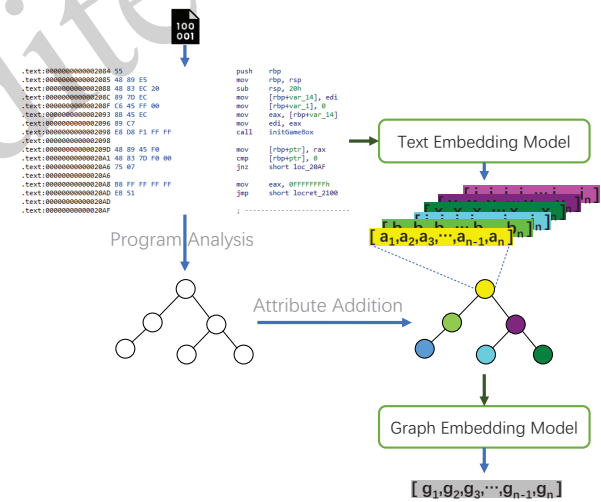 100
001
.text:0000000000002084 55 push rbp
.text:0000000000002085 48 89 E5 mov rbp, rsp
.text:0000000000002088 48 83 EC 20 sub rsp, 20h
.text:000000000000208C 89 7D EC mov [rbp+var_14], edi
.text:000000000000208F C6 45 FF 00 mov [rbp+var_1], 0
.text:0000000000002093 8B 45 EC mov eax, [rbp+var_14]
.text:0000000000002096 89 C7 mov edi, eax
.text:0000000000002098 E8 D8 F1 FF FF call initGameBox
.text:0000000000002098
.text:000000000000209D 48 89 45 F0 mov [rbp+ptr], rax
.text:00000000000020A1 48 83 7D F0 00 cmp [rbp+ptr], 0
.text:00000000000020A6 75 07 jnz short loc_20AF
.text:00000000000020A6
.text:00000000000020A8 B8 FF FF FF FF mov eax, 0FFFFFFFFh
.text:00000000000020AD EB 51 jmp short locret_2100
.text:00000000000020AD
.text:00000000000020AF ; ---------------------------
Text Embedding Model
[ a1,a2,a3,···,an-1,an ]
Program Analysis
Attribute Addition
Graph Embedding Model
[ g1,g2,g3,···,gn-1,gn ]